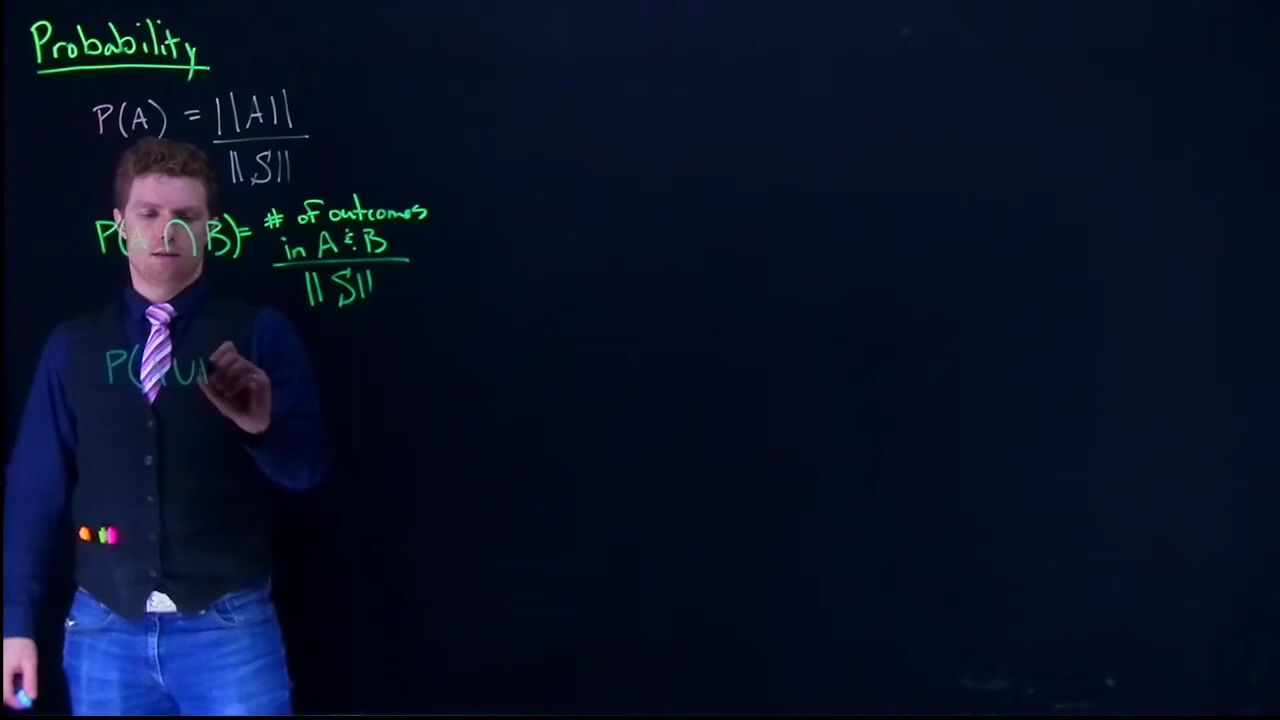 Probability
P(A) = ||A||
||S||
P(A ∩ B) = # of outcomes
in A & B
||S||
P(A ∪